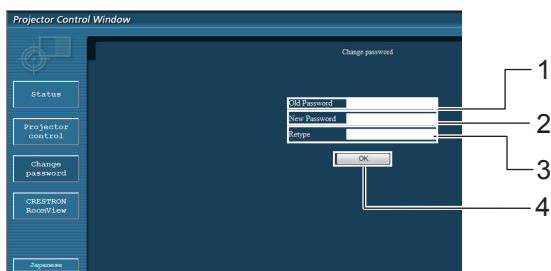 Projector Control Window
Change password
1
Status
Old Password
New Password
2
Projector
control
Retype
OK
3
Change
password
CRESTRON
RoomView
4
Japanese